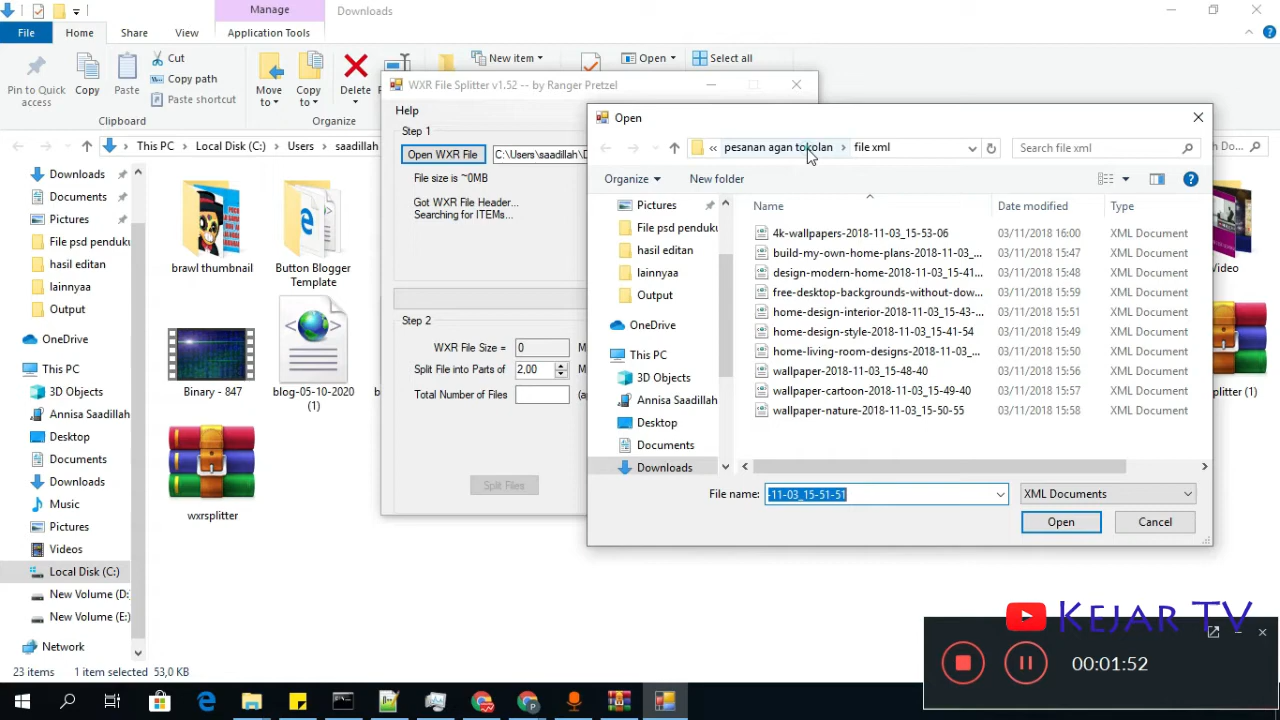 Manage
Downloads
File
Home
Share
View
Application Tools
Pin to Quick access
Copy
Paste
Cut
Copy path
Paste shortcut
Clipboard
Move to
Copy to
Delete
Organize
New item
Open
Select all
This PC
Local Disk (C:)
Users
saadillah
Downloads
Documents
Pictures
File psd penduku
hasil editan
lainnyaa
Output
OneDrive
This PC
3D Objects
Annisa Saadillah
Desktop
Documents
Downloads
Music
Pictures
Videos
Local Disk (C:)
New Volume (D:
New Volume (E:)
Network
brawl thumbnail
Button Blogger Template
Binary - 847
blog-05-10-2020 (1)
wxrsplitter
Video
plitter (1)
23 items
1 item selected 53,0 KB
WXR File Splitter v1.52 -- by Ranger Pretzel
Help
Step 1
Open WXR File
C:\Users\saadillah\D
File size is ~0MB
Got WXR File Header...
Searching for ITEMs...
Step 2
WXR File Size =
0
M
Split File into Parts of
2,00
M
Total Number of Files
(a
Split Files
Open
« pesanan agan tokolan
file xml
Search file xml
Organize
New folder
Pictures
File psd penduku
hasil editan
lainnyaa
Output
OneDrive
This PC
3D Objects
Annisa Saadillah
Desktop
Documents
Downloads
Name
Date modified
Type
4k-wallpapers-2018-11-03_15-53-06 03/11/2018 16:00 XML Document
build-my-own-home-plans-2018-11-03_... 03/11/2018 15:47 XML Document
design-modern-home-2018-11-03_15-41... 03/11/2018 15:48 XML Document
free-desktop-backgrounds-without-dow... 03/11/2018 15:59 XML Document
home-design-interior-2018-11-03_15-43-... 03/11/2018 15:51 XML Document
home-design-style-2018-11-03_15-41-54 03/11/2018 15:49 XML Document
home-living-room-designs-2018-11-03_... 03/11/2018 15:50 XML Document
wallpaper-2018-11-03_15-48-40 03/11/2018 15:56 XML Document
wallpaper-cartoon-2018-11-03_15-49-40 03/11/2018 15:57 XML Document
wallpaper-nature-2018-11-03_15-50-55 03/11/2018 15:58 XML Document
File name:
-11-03_15-51-51
XML Documents
Open
Cancel
KEJAR TV
00:01:52